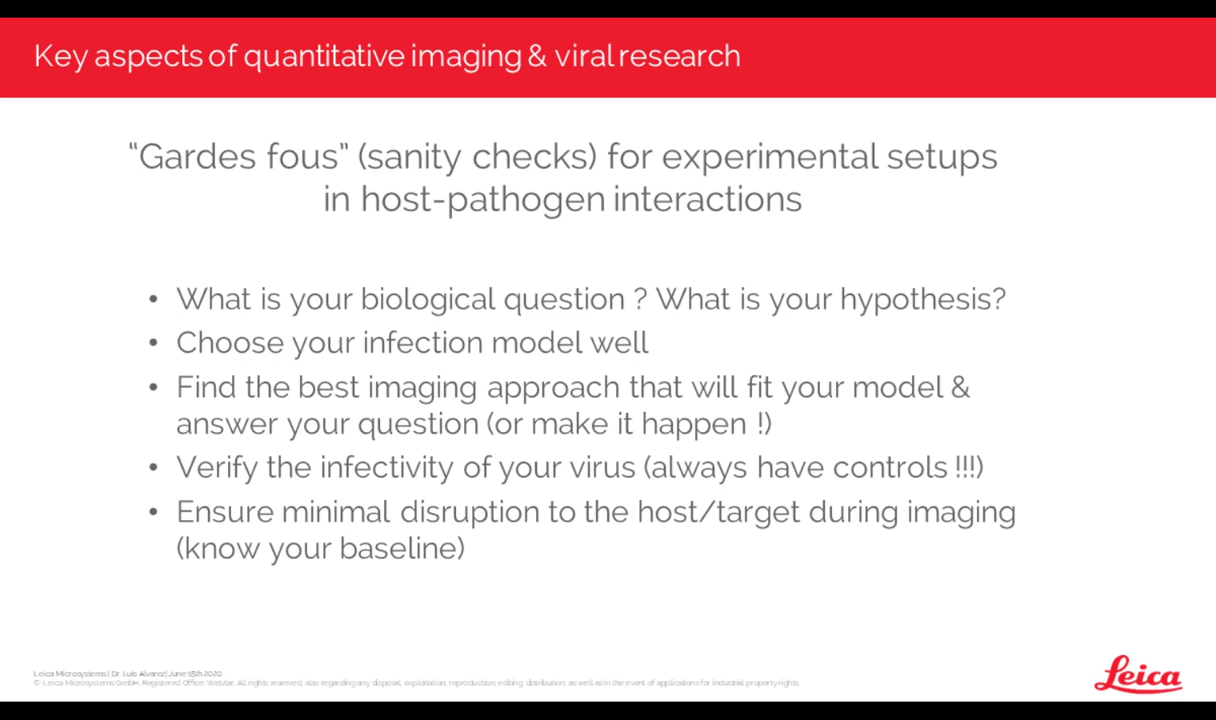 Key aspects of quantitative imaging & viral research
“Gardes fous” (sanity checks) for experimental setups
in host-pathogen interactions
• What is your biological question ? What is your hypothesis?
• Choose your infection model well
• Find the best imaging approach that will fit your model &
answer your question (or make it happen !)
• Verify the infectivity of your virus (always have controls !!!)
• Ensure minimal disruption to the host/target during imaging
(know your baseline)
Leica Microsystems | Dr. Luis Alvarez| June 15th 2020
© Leica Microsystems GmbH. Registered Office: Wetzlar. All rights reserved, also regarding any disposal, exploitation, reproduction, editing, distribution, as well as in the event of applications for industrial property rights.
Leica